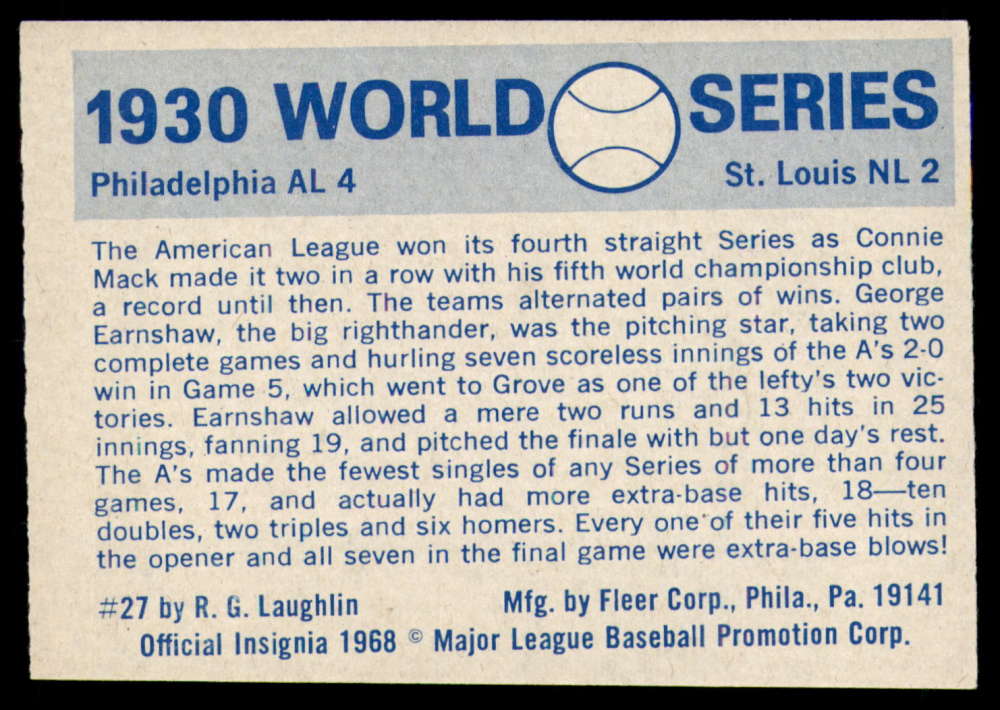 1930 WORLD SERIES
Philadelphia AL 4 St. Louis NL 2
The American League won its fourth straight Series as Connie
Mack made it two in a row with his fifth world championship club,
a record until then. The teams alternated pairs of wins. George
Earnshaw, the big righthander, was the pitching star, taking two
complete games and hurling seven scoreless innings of the A's 2-0
win in Game 5, which went to Grove as one of the lefty's two vic-
tories. Earnshaw allowed a mere two runs and 13 hits in 25
innings, fanning 19, and pitched the finale with but one day's rest.
The A's made the fewest singles of any Series of more than four
games, 17, and actually had more extra-base hits, 18—ten
doubles, two triples and six homers. Every one of their five hits in
the opener and all seven in the final game were extra-base blows!
#27 by R. G. Laughlin Mfg. by Fleer Corp., Phila., Pa. 19141
Official Insignia 1968 © Major League Baseball Promotion Corp.